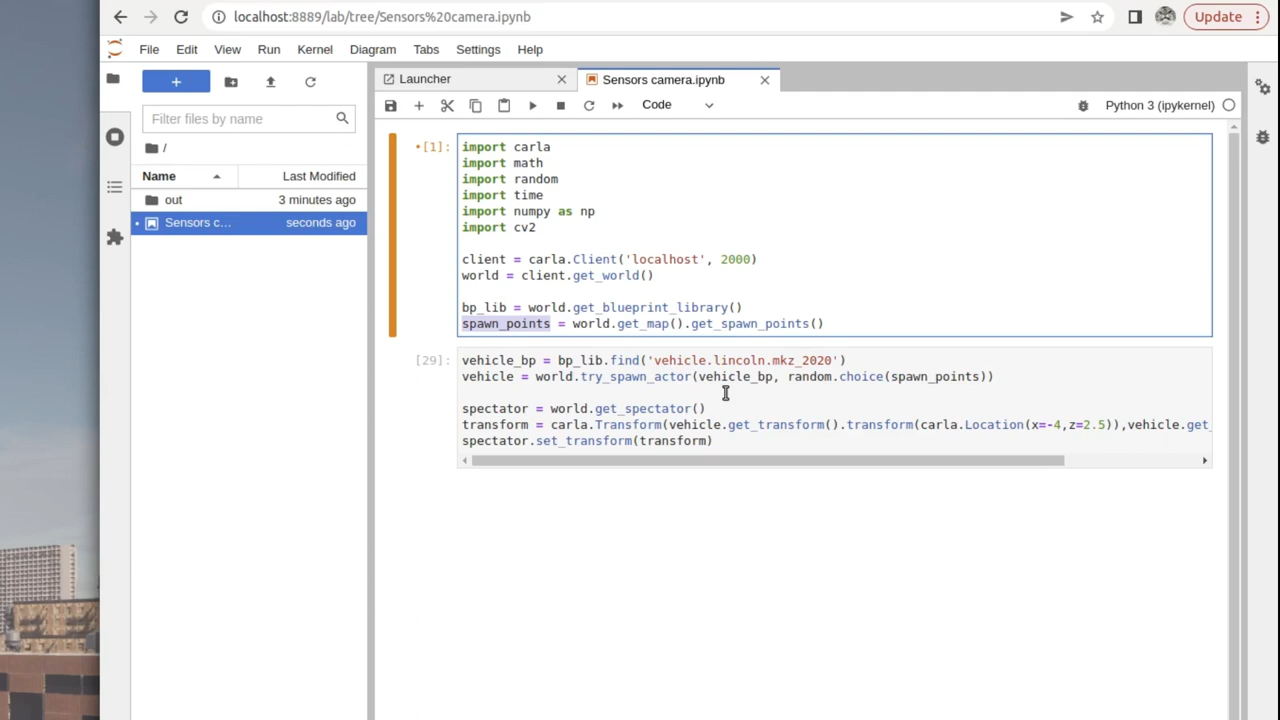 localhost:8889/lab/tree/Sensors%20camera.ipynb
Update
File Edit View Run Kernel Diagram Tabs Settings Help
Launcher
Sensors camera.ipynb
Code
Python 3 (ipykernel)
Filter files by name
/
Name Last Modified
out 3 minutes ago
Sensors c... seconds ago
[1]:
import carla
import math
import random
import time
import numpy as np
import cv2
client = carla.Client('localhost', 2000)
world = client.get_world()
bp_lib = world.get_blueprint_library()
spawn_points = world.get_map().get_spawn_points()
[29]:
vehicle_bp = bp_lib.find('vehicle.lincoln.mkz_2020')
vehicle = world.try_spawn_actor(vehicle_bp, random.choice(spawn_points))
spectator = world.get_spectator()
transform = carla.Transform(vehicle.get_transform().transform(carla.Location(x=-4,z=2.5)),vehicle.get_
spectator.set_transform(transform)